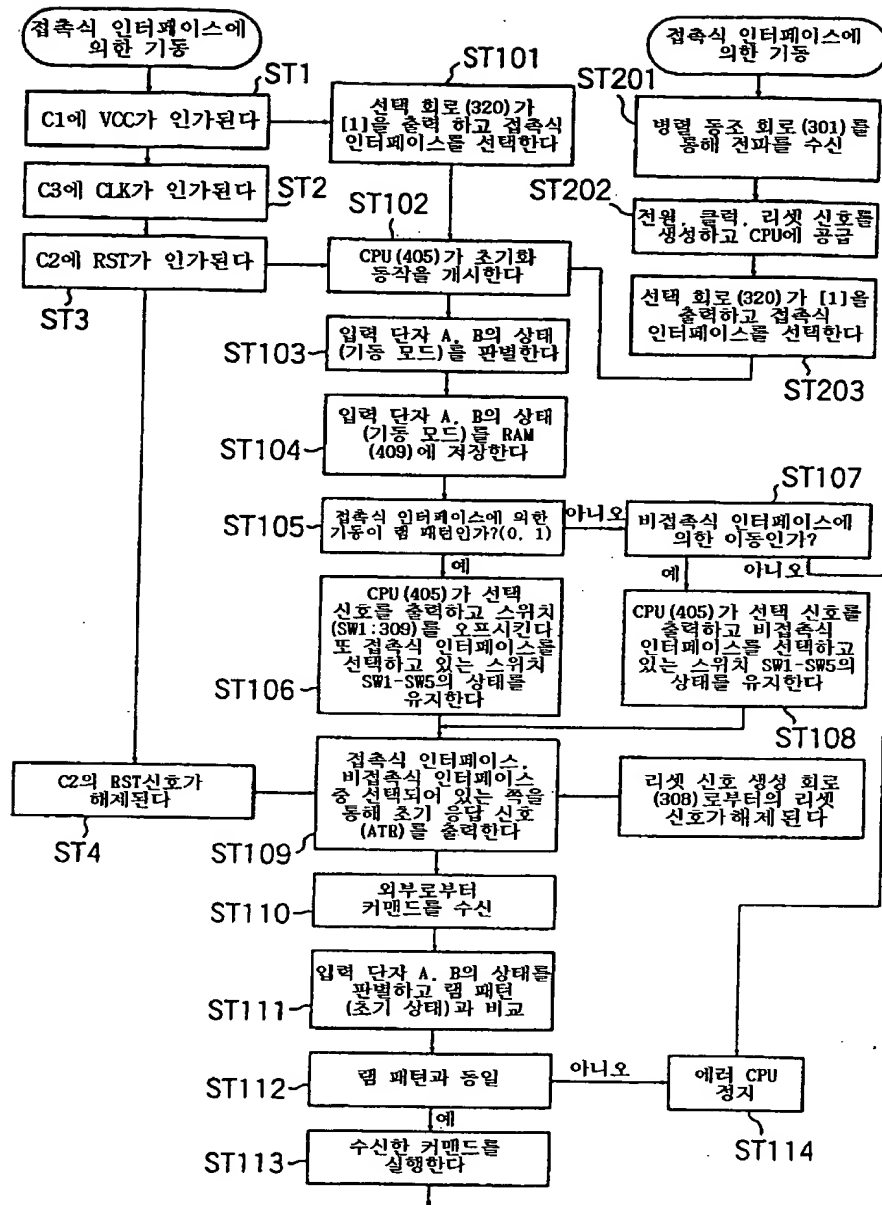 접촉식 인터페이스에
의한 기동
ST1
C1에 VCC가 인가된다
ST2
C3에 CLK가 인가된다
C2에 RST가 인가된다
ST3
ST101
선택 회로(320)가
[1]을 출력 하고 접촉식
인터페이스를 선택한다
ST102
CPU(405)가 초기화
동작을 개시한다
접촉식 인터페이스에
의한 기동
ST201
병렬 동조 회로(301)를
통해 전파를 수신
ST202
전원, 클럭, 리셋 신호를
생성하고 CPU에 공급
선택 회로(320)가 [1]을
출력하고 접촉식
인터페이스를 선택한다
ST203
입력 단자 A, B의 상태
(기동 모드)를 판별한다
ST103
입력 단자 A, B의 상태
(기동 모드)를 RAM
(409)에 저장한다
ST104
접촉식 인터페이스에 의한
기동이 램 패턴인가?(0, 1)
ST105
아니오
예
ST107
비접촉식 인터페이스에
의한 이동인가?
예
아니오
CPU(405)가 선택
신호를 출력하고 스위치
(SW1:309)를 오프시킨다
또 접촉식 인터페이스를
선택하고 있는 스위치
SW1-SW5의 상태를
유지한다
ST106
CPU(405)가 선택 신호를
출력하고 비접촉식
인터페이스를 선택하고
있는 스위치 SW1-SW5의
상태를 유지한다
ST108
C2의 RST신호가
해제된다
ST4
접촉식 인터페이스,
비접촉식 인터페이스
중 선택되어 있는 쪽을
통해 초기 응답 신호
(ATR)를 출력한다
ST109
리셋 신호 생성 회로
(308)로부터의 리셋
신호가해제된다
외부로부터
커맨드를 수신
ST110
입력 단자 A, B의 상태를
판별하고 램 패턴
(초기 상태)과 비교
ST111
램 패턴과 동일
ST112
아니오
예
에러 CPU
정지
ST114
수신한 커맨드를
실행한다
ST113